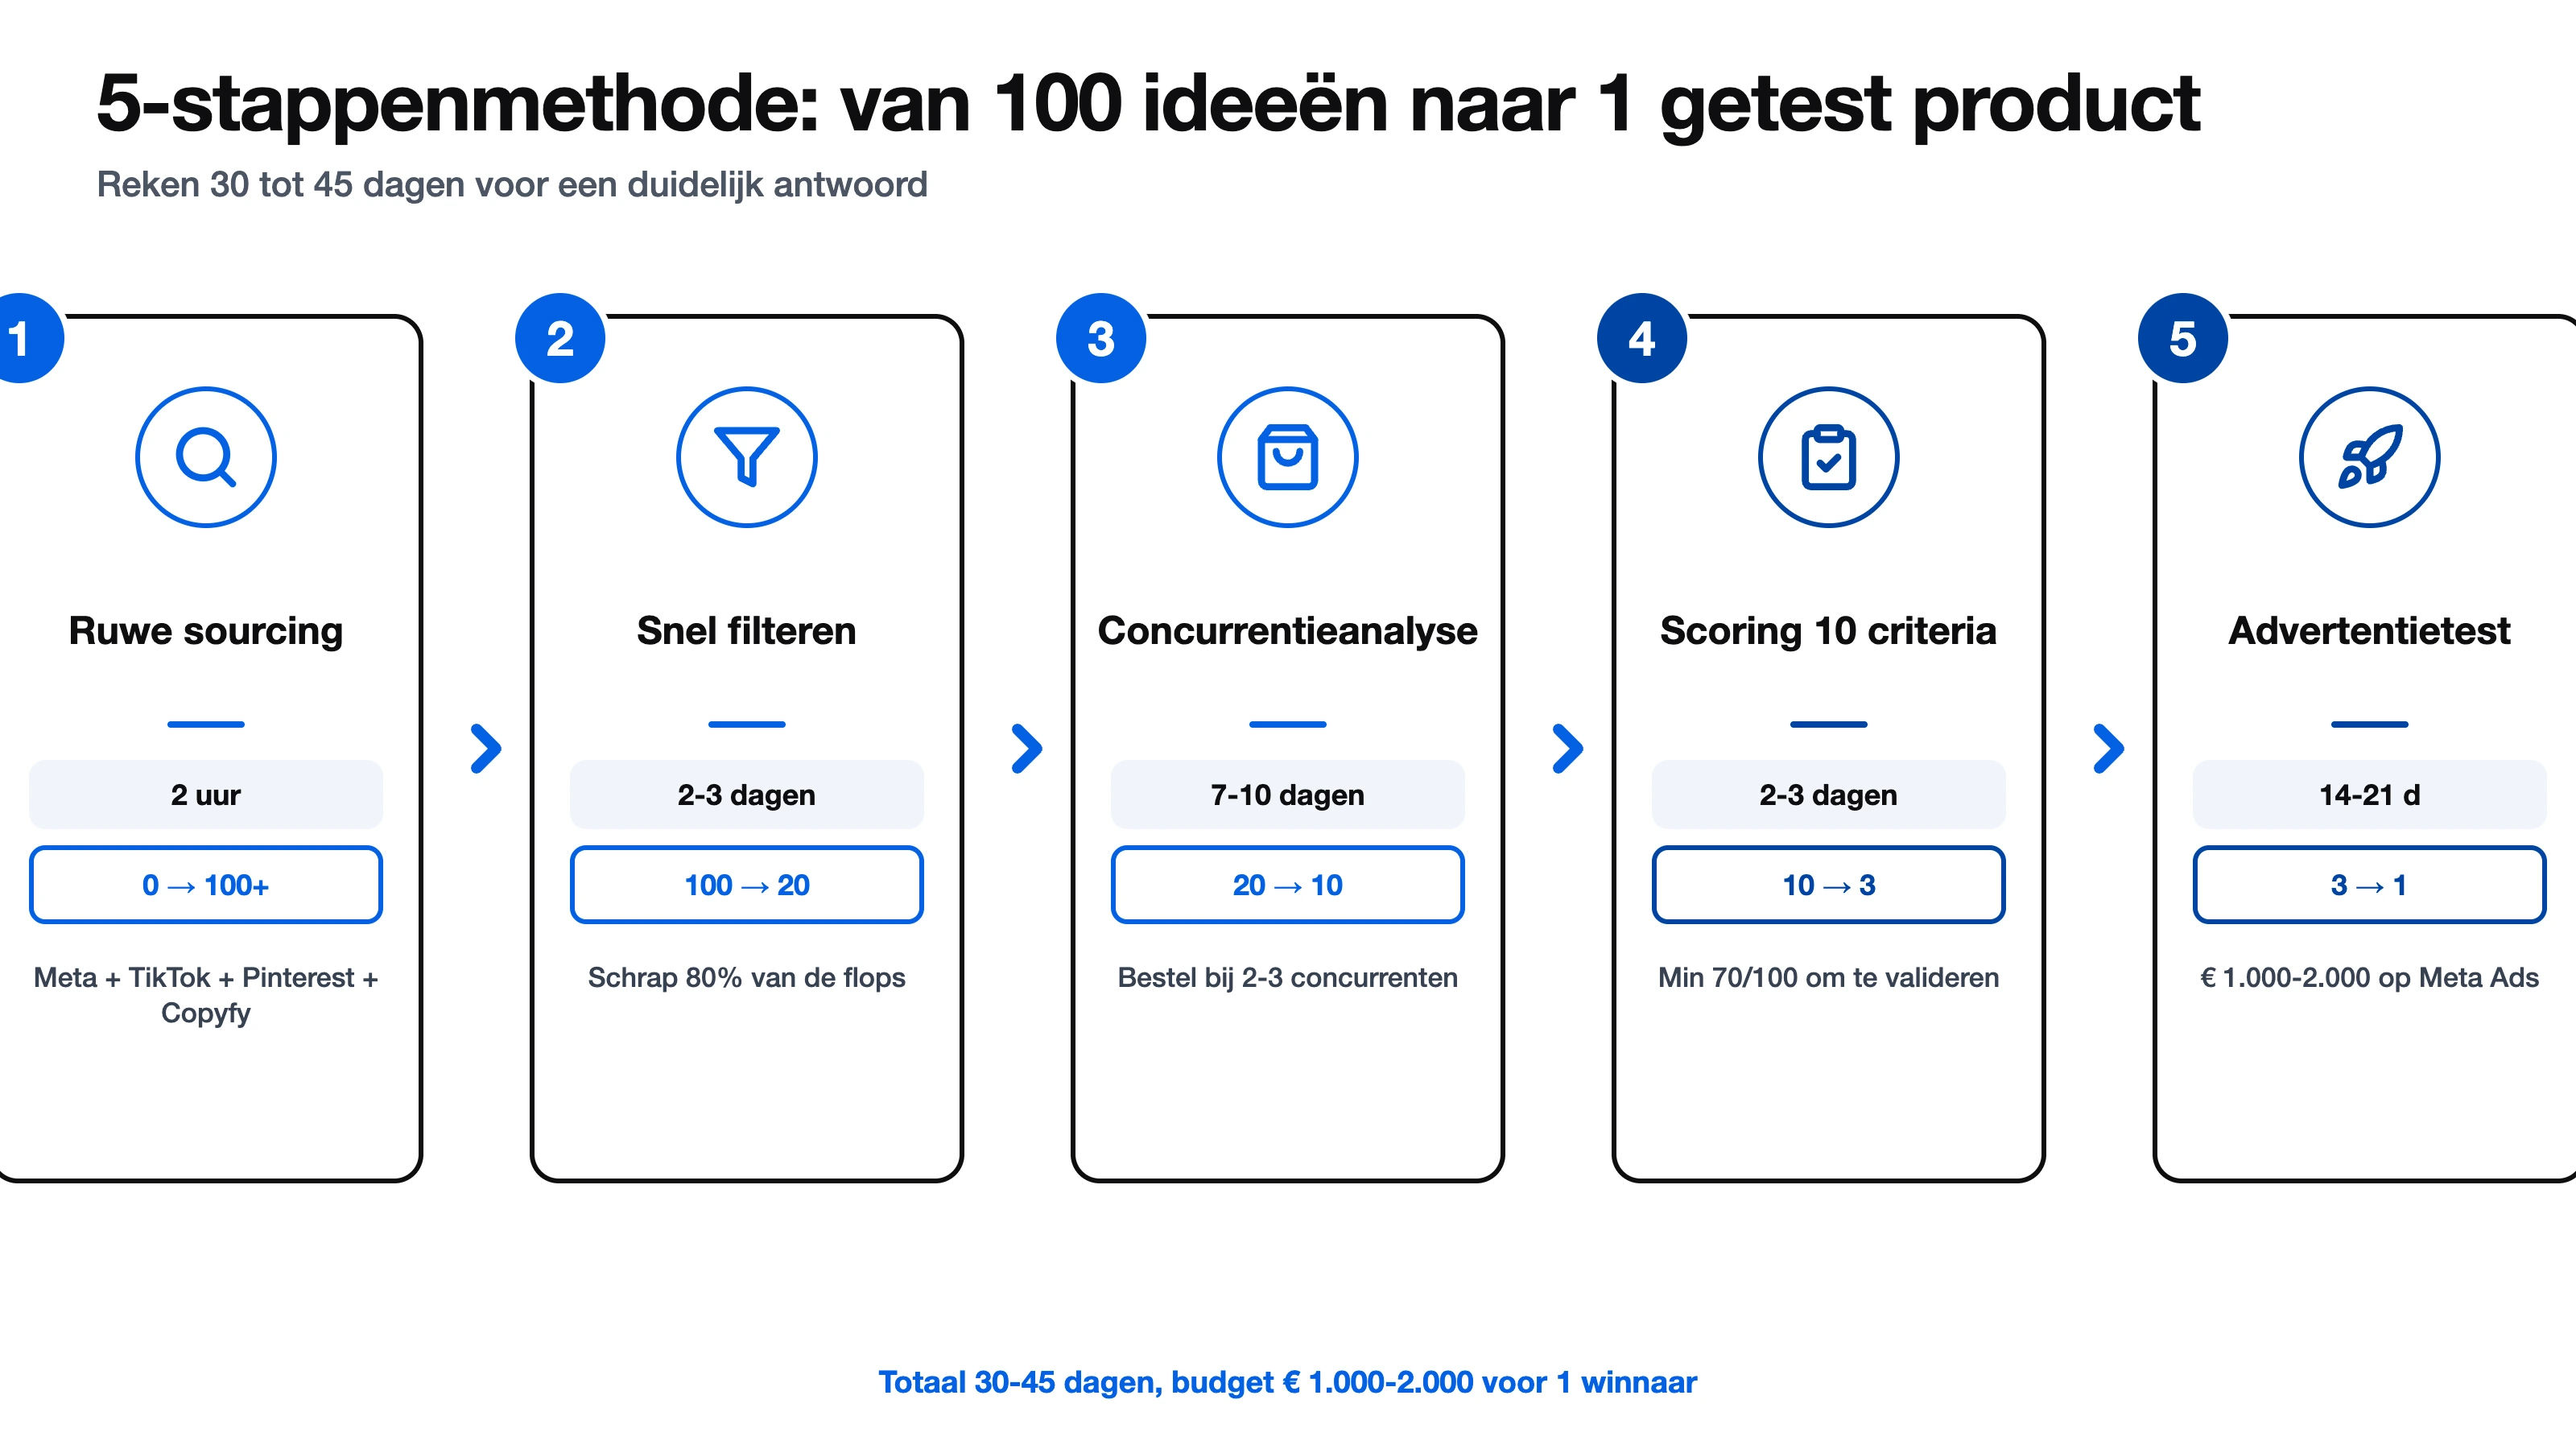 5-stappenmethode: van 100 ideeën naar 1 getest product
Reken 30 tot 45 dagen voor een duidelijk antwoord
1
Ruwe sourcing
2 uur
0 → 100+
Meta + TikTok + Pinterest +
Copyfy
2
Snel filteren
2-3 dagen
100 → 20
Schrap 80% van de flops
3
Concurrentieanalyse
7-10 dagen
20 → 10
Bestel bij 2-3 concurrenten
4
Scoring 10 criteria
2-3 dagen
10 → 3
Min 70/100 om te valideren
5
Advertentietest
14-21 d
3 → 1
€ 1.000-2.000 op Meta Ads
Totaal 30-45 dagen, budget € 1.000-2.000 voor 1 winnaar